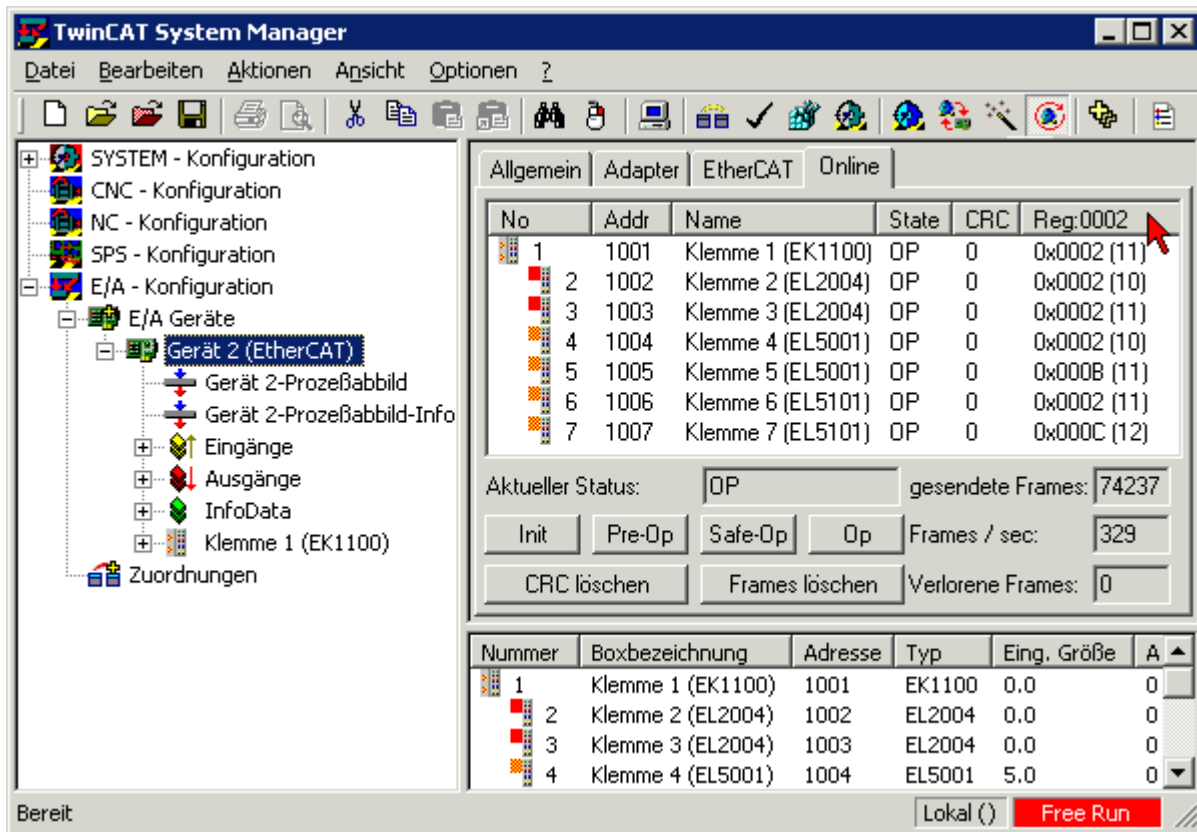 TwinCAT System Manager
Datei Bearbeiten Aktionen Ansicht Optionen ?
SYSTEM - Konfiguration
CNC - Konfiguration
NC - Konfiguration
SPS - Konfiguration
E/A - Konfiguration
E/A Geräte
Gerät 2 (EtherCAT)
Gerät 2-Prozeßabbild
Gerät 2-Prozeßabbild-Info
Eingänge
Ausgänge
InfoData
Klemme 1 (EK1100)
Zuordnungen
Allgemein Adapter EtherCAT Online
No Addr Name State CRC Reg:0002
1 1001 Klemme 1 (EK1100) OP 0 0x0002 (11)
2 1002 Klemme 2 (EL2004) OP 0 0x0002 (10)
3 1003 Klemme 3 (EL2004) OP 0 0x0002 (11)
4 1004 Klemme 4 (EL5001) OP 0 0x0002 (10)
5 1005 Klemme 5 (EL5001) OP 0 0x000B (11)
6 1006 Klemme 6 (EL5101) OP 0 0x0002 (11)
7 1007 Klemme 7 (EL5101) OP 0 0x000C (12)
Aktueller Status: OP gesendete Frames: 74237
Init Pre-Op Safe-Op Op Frames / sec: 329
CRC löschen Frames löschen Verlorene Frames: 0
Nummer Boxbezeichnung Adresse Typ Eing. Größe A
1 Klemme 1 (EK1100) 1001 EK1100 0.0 0
2 Klemme 2 (EL2004) 1002 EL2004 0.0 0
3 Klemme 3 (EL2004) 1003 EL2004 0.0 0
4 Klemme 4 (EL5001) 1004 EL5001 5.0 0
Bereit Lokal () Free Run